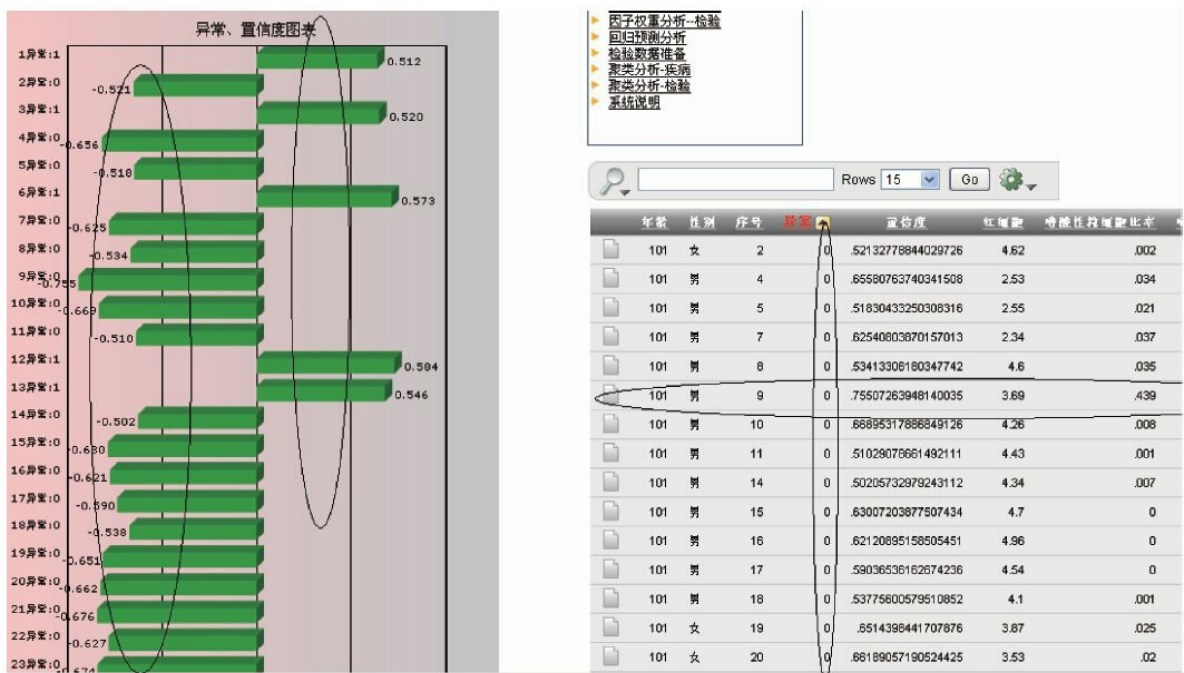 异常、置信度图表
1异常:1
0.512
2异常:0
-0.521
3异常:1
0.520
4异常:0
-0.656
5异常:0
-0.518
6异常:1
0.573
7异常:0
-0.625
8异常:0
-0.534
9异常:0
-0.755
10异常:0
-0.669
11异常:0
-0.510
12异常:1
0.584
13异常:1
0.546
14异常:0
-0.502
15异常:0
-0.630
16异常:0
-0.621
17异常:0
-0.590
18异常:0
-0.538
19异常:0
-0.651
20异常:0
-0.662
21异常:0
-0.676
22异常:0
-0.627
23异常:0
-0.674
因子权重分析--检验
回归预测分析
检验数据准备
聚类分析-疾病
聚类分析-检验
系统说明
Rows 15 Go
年龄 性别 序号 异常 置信度 红细胞 嗜酸性粒细胞比率
101 女 2 0 .52132778844029726 4.62 .002
101 男 4 0 .65580763740341508 2.53 .034
101 男 5 0 .51830433250308316 2.55 .021
101 男 7 0 .62540803870157013 2.34 .037
101 男 8 0 .53413306180347742 4.6 .035
101 男 9 0 .75507263948140035 3.69 .439
101 男 10 0 .66895317886849126 4.26 .008
101 男 11 0 .51029078661492111 4.43 .001
101 男 14 0 .50205732979243112 4.34 .007
101 男 15 0 .63007203877507434 4.7 0
101 男 16 0 .62120895158505451 4.96 0
101 男 17 0 .59036536162674236 4.54 0
101 男 18 0 .53775600579510852 4.1 .001
101 女 19 0 .6514398441707876 3.87 .025
101 女 20 0 .66189057190524425 3.53 .02